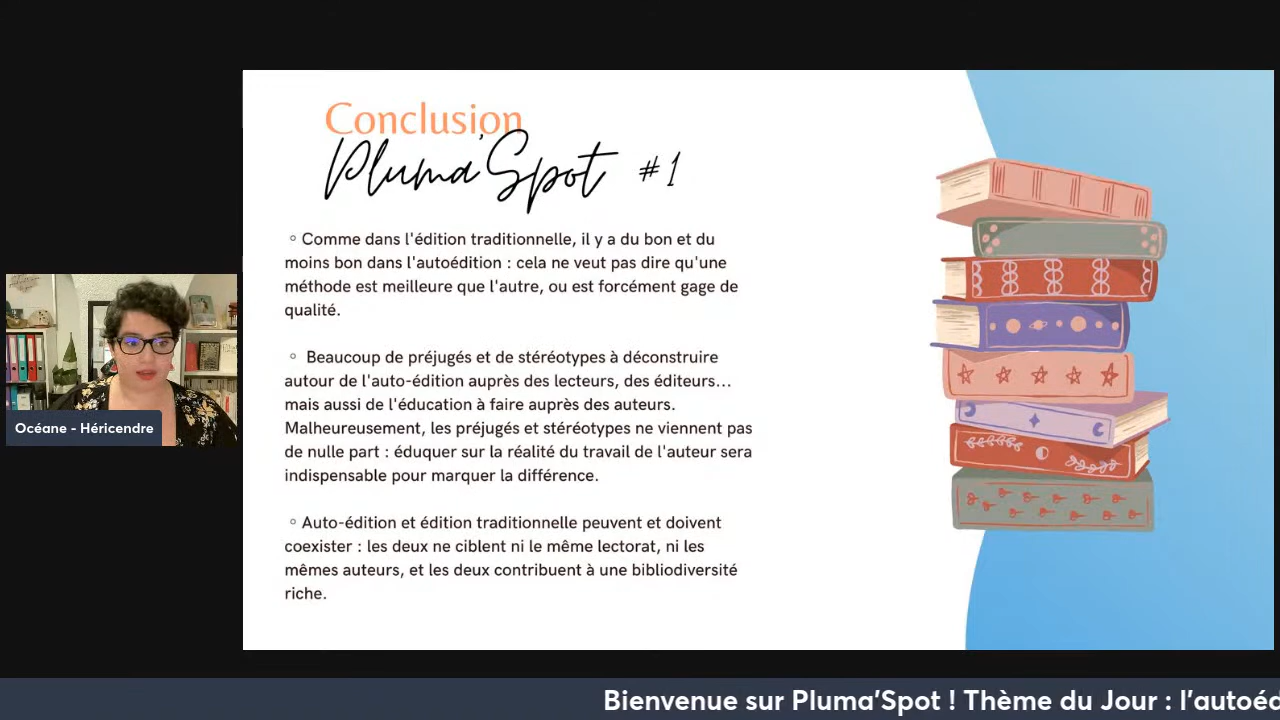 Conclusion
Pluma'Spot #1
◦ Comme dans l'édition traditionnelle, il y a du bon et du
moins bon dans l'autoédition : cela ne veut pas dire qu'une
méthode est meilleure que l'autre, ou est forcément gage de
qualité.
◦ Beaucoup de préjugés et de stéréotypes à déconstruire
autour de l'auto-édition auprès des lecteurs, des éditeurs...
mais aussi de l'éducation à faire auprès des auteurs.
Malheureusement, les préjugés et stéréotypes ne viennent pas
de nulle part : éduquer sur la réalité du travail de l'auteur sera
indispensable pour marquer la différence.
◦ Auto-édition et édition traditionnelle peuvent et doivent
coexister : les deux ne ciblent ni le même lectorat, ni les
mêmes auteurs, et les deux contribuent à une bibliodiversité
riche.
Océane - Héricendre
Bienvenue sur Pluma'Spot ! Thème du Jour : l'autoéd